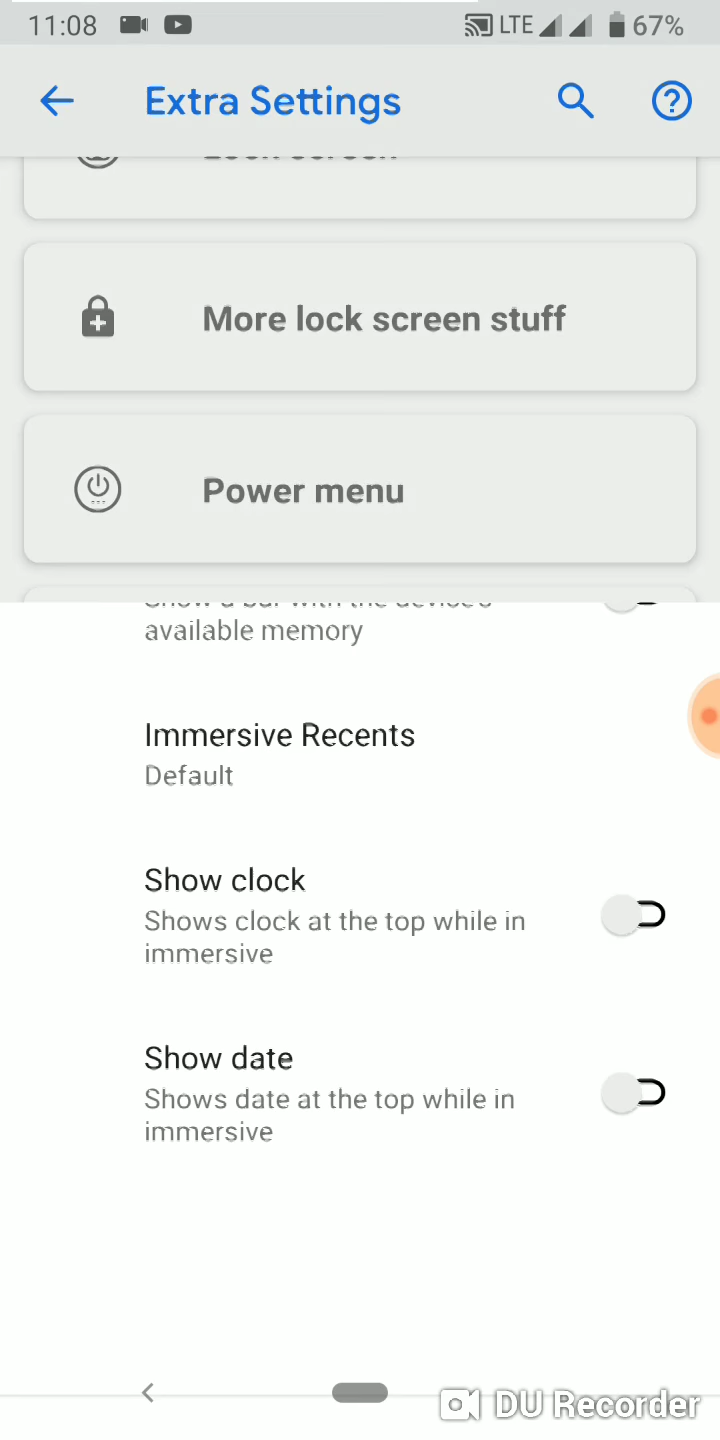 11:08
LTE
67%
Extra Settings
More lock screen stuff
Power menu
available memory
Immersive Recents
Default
Show clock
Shows clock at the top while in
immersive
Show date
Shows date at the top while in
immersive
DU Recorder